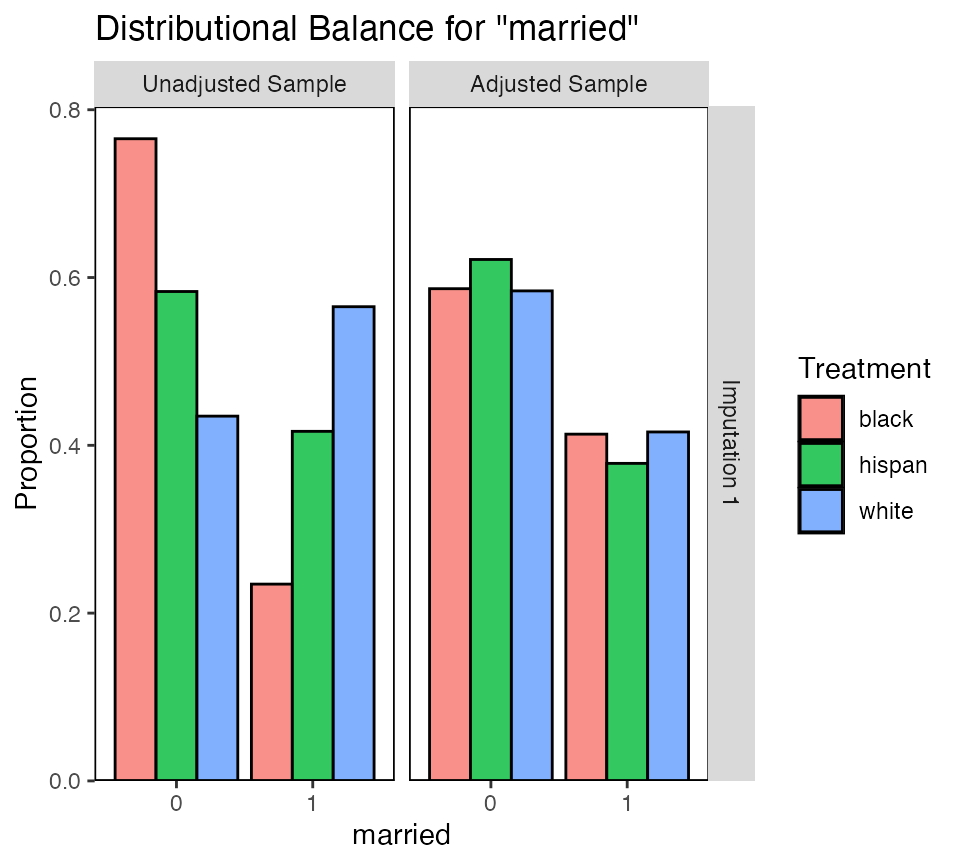 Distributional Balance for "married"
Unadjusted Sample
Adjusted Sample
Imputation 1
Proportion
0.8
0.6
0.4
0.2
0.0
0
1
0
1
married
Treatment
black
hispan
white